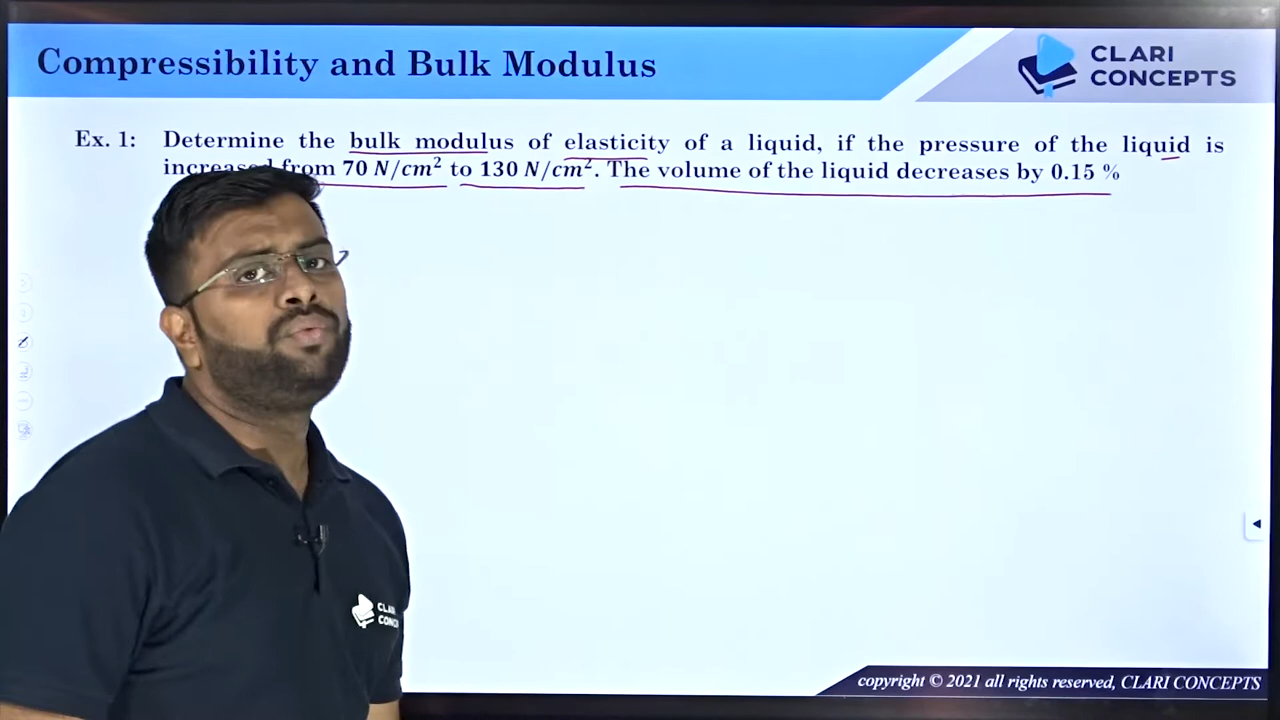 Compressibility and Bulk Modulus
CLARI
CONCEPTS
Ex. 1: Determine the bulk modulus of elasticity of a liquid, if the pressure of the liquid is
increased from 70 N/cm² to 130 N/cm². The volume of the liquid decreases by 0.15 %
CLARI
copyright © 2021 all rights reserved, CLARI CONCEPTS